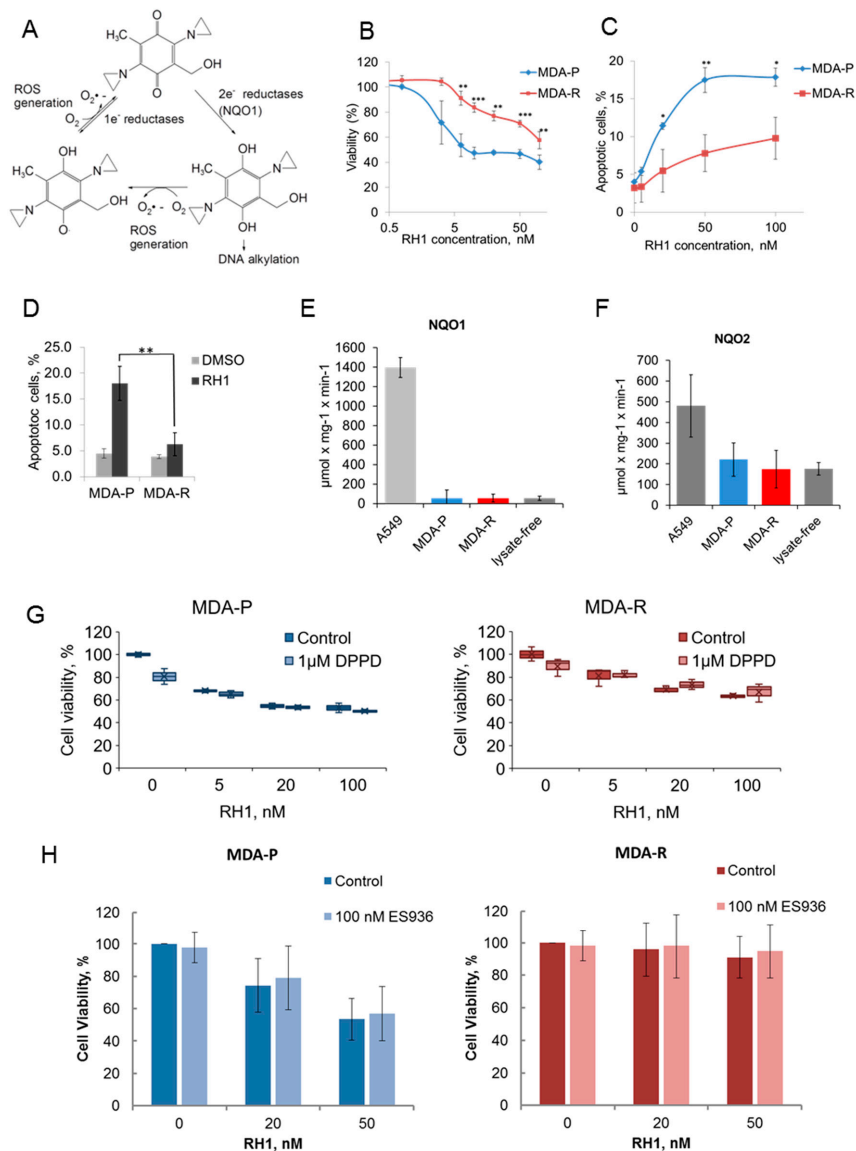 A
O
H₃C
N
N
OH
O
ROS
generation
O₂•-
O₂
1e⁻ reductases
2e⁻ reductases
(NQO1)
OH
H₃C
N
N
OH
O
OH
H₃C
N
N
OH
OH
O₂•- O₂
ROS
generation
DNA alkylation
B
120
100
80
60
40
20
0
Viability (%)
MDA-P
MDA-R
** *** ** *** **
0.5 5 50
RH1 concentration, nM
C
20
15
10
5
0
Apoptotic cells, %
MDA-P
MDA-R
* ** *
0 50 100
RH1 concentration, nM
D
25.0
20.0
15.0
10.0
5.0
0.0
Apoptotoc cells, %
**
DMSO
RH1
MDA-P MDA-R
E
NQO1
1600
1400
1200
1000
800
600
400
200
0
µmol x mg-1 x min-1
A549
MDA-P
MDA-R
lysate-free
F
NQO2
700
600
500
400
300
200
100
0
µmol x mg-1 x min-1
A549
MDA-P
MDA-R
lysate-free
G
MDA-P
120
100
80
60
40
20
0
Cell viability, %
Control
1µM DPPD
0 5 20 100
RH1, nM
MDA-R
120
100
80
60
40
20
0
Cell viability, %
Control
1µM DPPD
0 5 20 100
RH1, nM
H
MDA-P
120
100
80
60
40
20
0
Cell Viability, %
Control
100 nM ES936
0 20 50
RH1, nM
MDA-R
120
100
80
60
40
20
0
Cell Viability, %
Control
100 nM ES936
0 20 50
RH1, nM